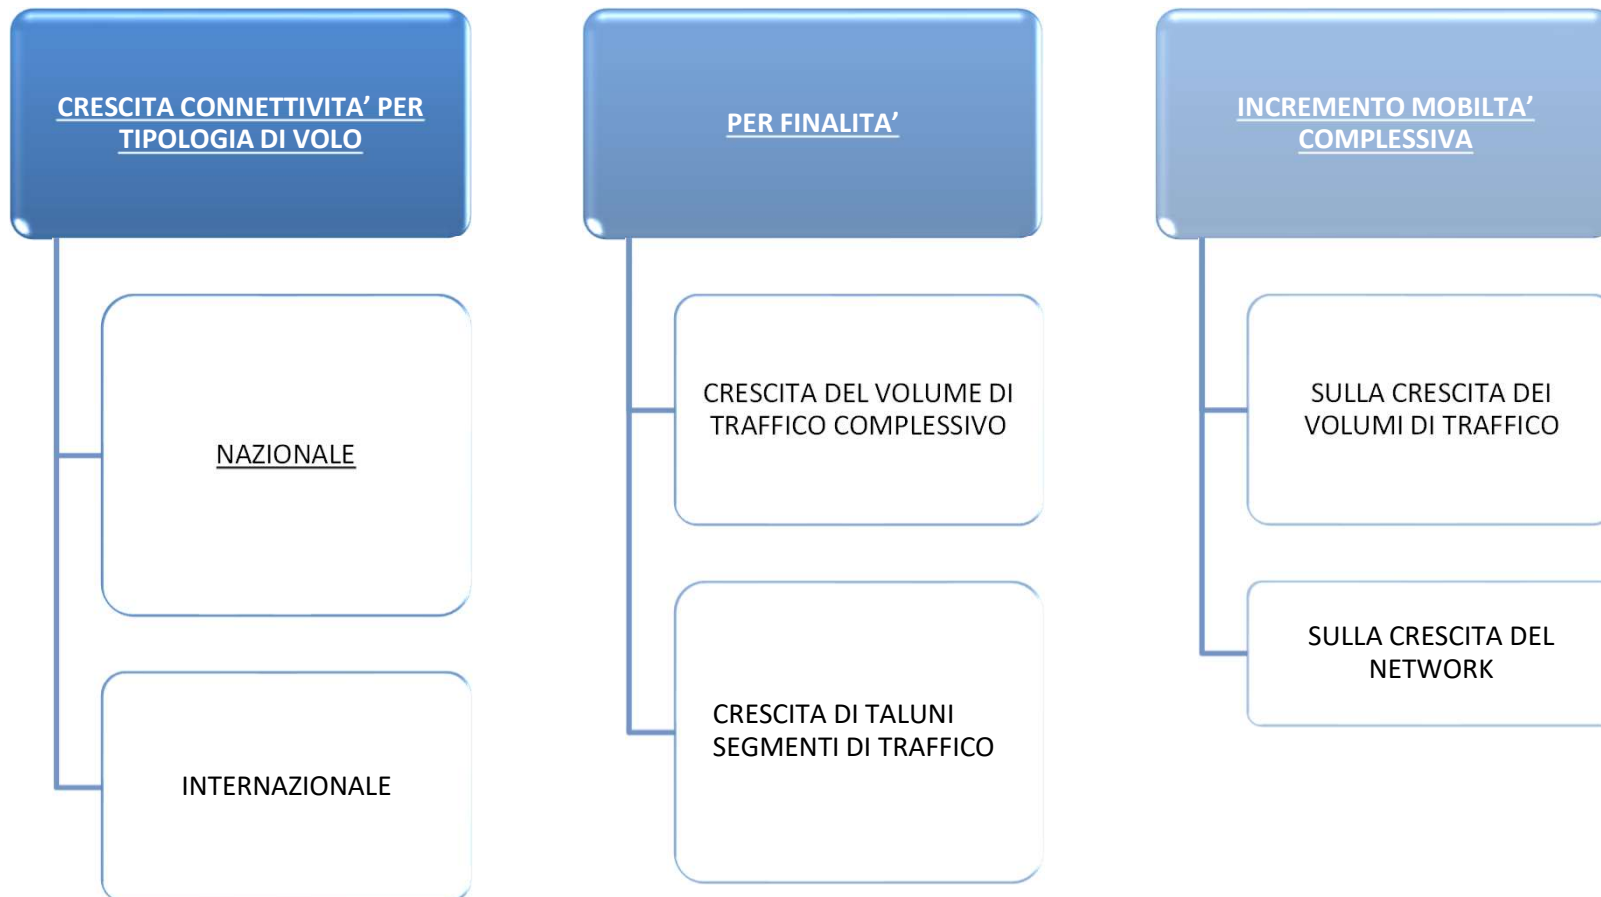 CRESCITA CONNETTIVITA’ PER
TIPOLOGIA DI VOLO
NAZIONALE
INTERNAZIONALE
PER FINALITA’
CRESCITA DEL VOLUME DI
TRAFFICO COMPLESSIVO
CRESCITA DI TALUNI
SEGMENTI DI TRAFFICO
INCREMENTO MOBILTA’
COMPLESSIVA
SULLA CRESCITA DEI
VOLUMI DI TRAFFICO
SULLA CRESCITA DEL
NETWORK